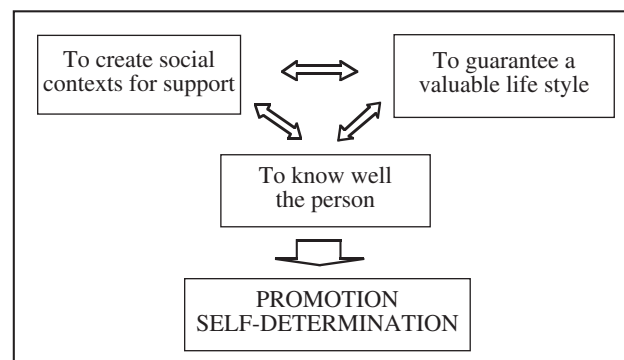 To create social
contexts for support
To guarantee a
valuable life style
To know well
the person
PROMOTION
SELF-DETERMINATION